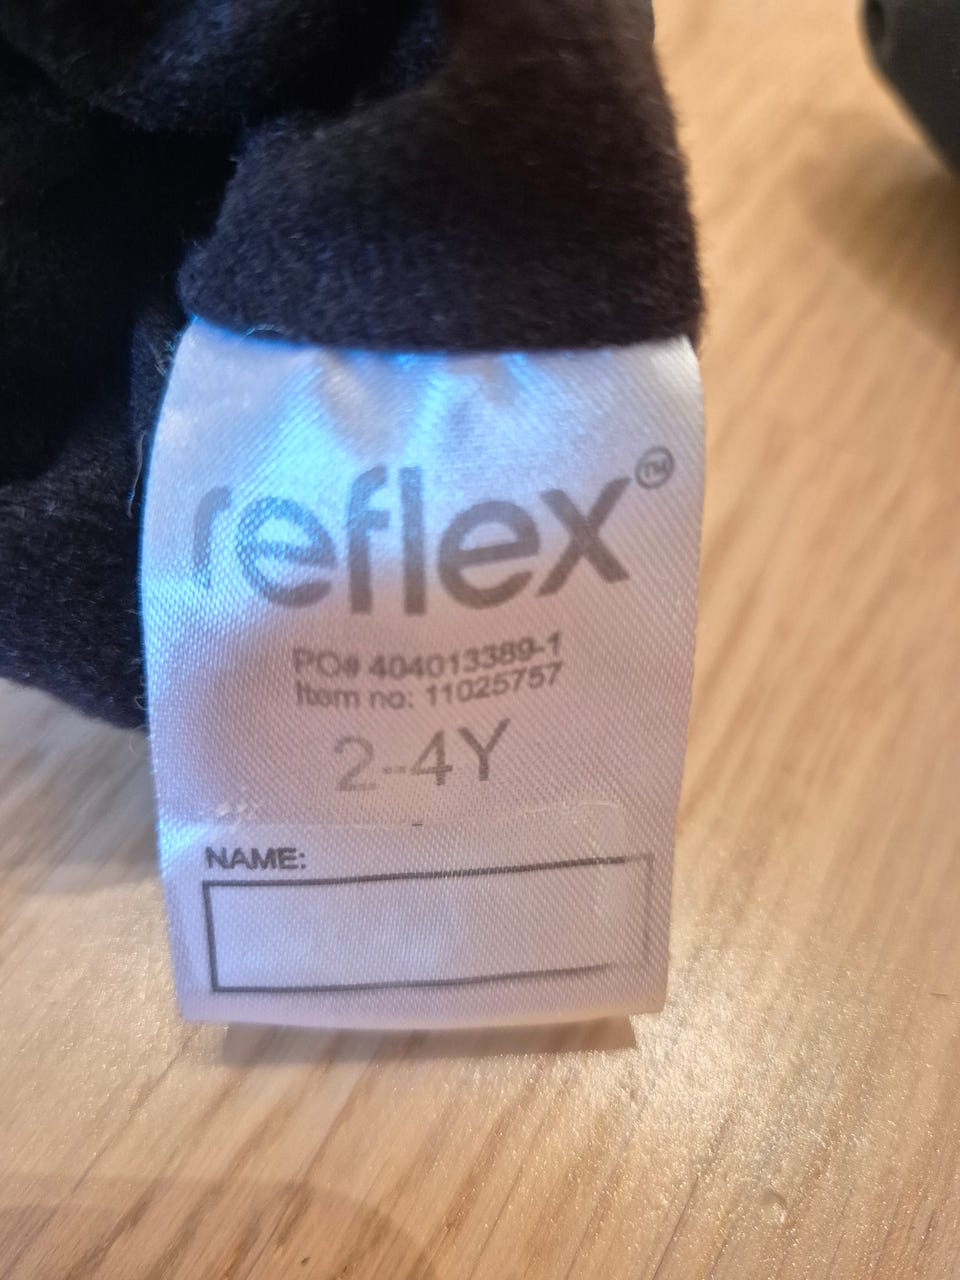 reflex™
PO# 404013389-1
Item no: 11025757
2-4Y
NAME: